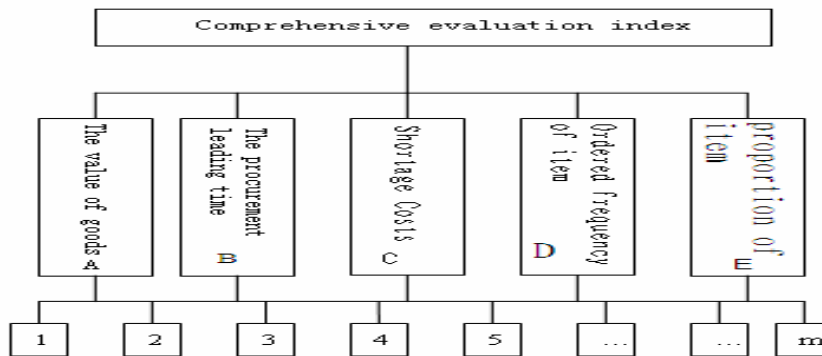 Comprehensive evaluation index
The value of goods
A
The procurement
leading time
B
Shortage Costs
C
Ordered frequency
of item
D
proportion of
item
E
1
2
3
4
5
...
...
m